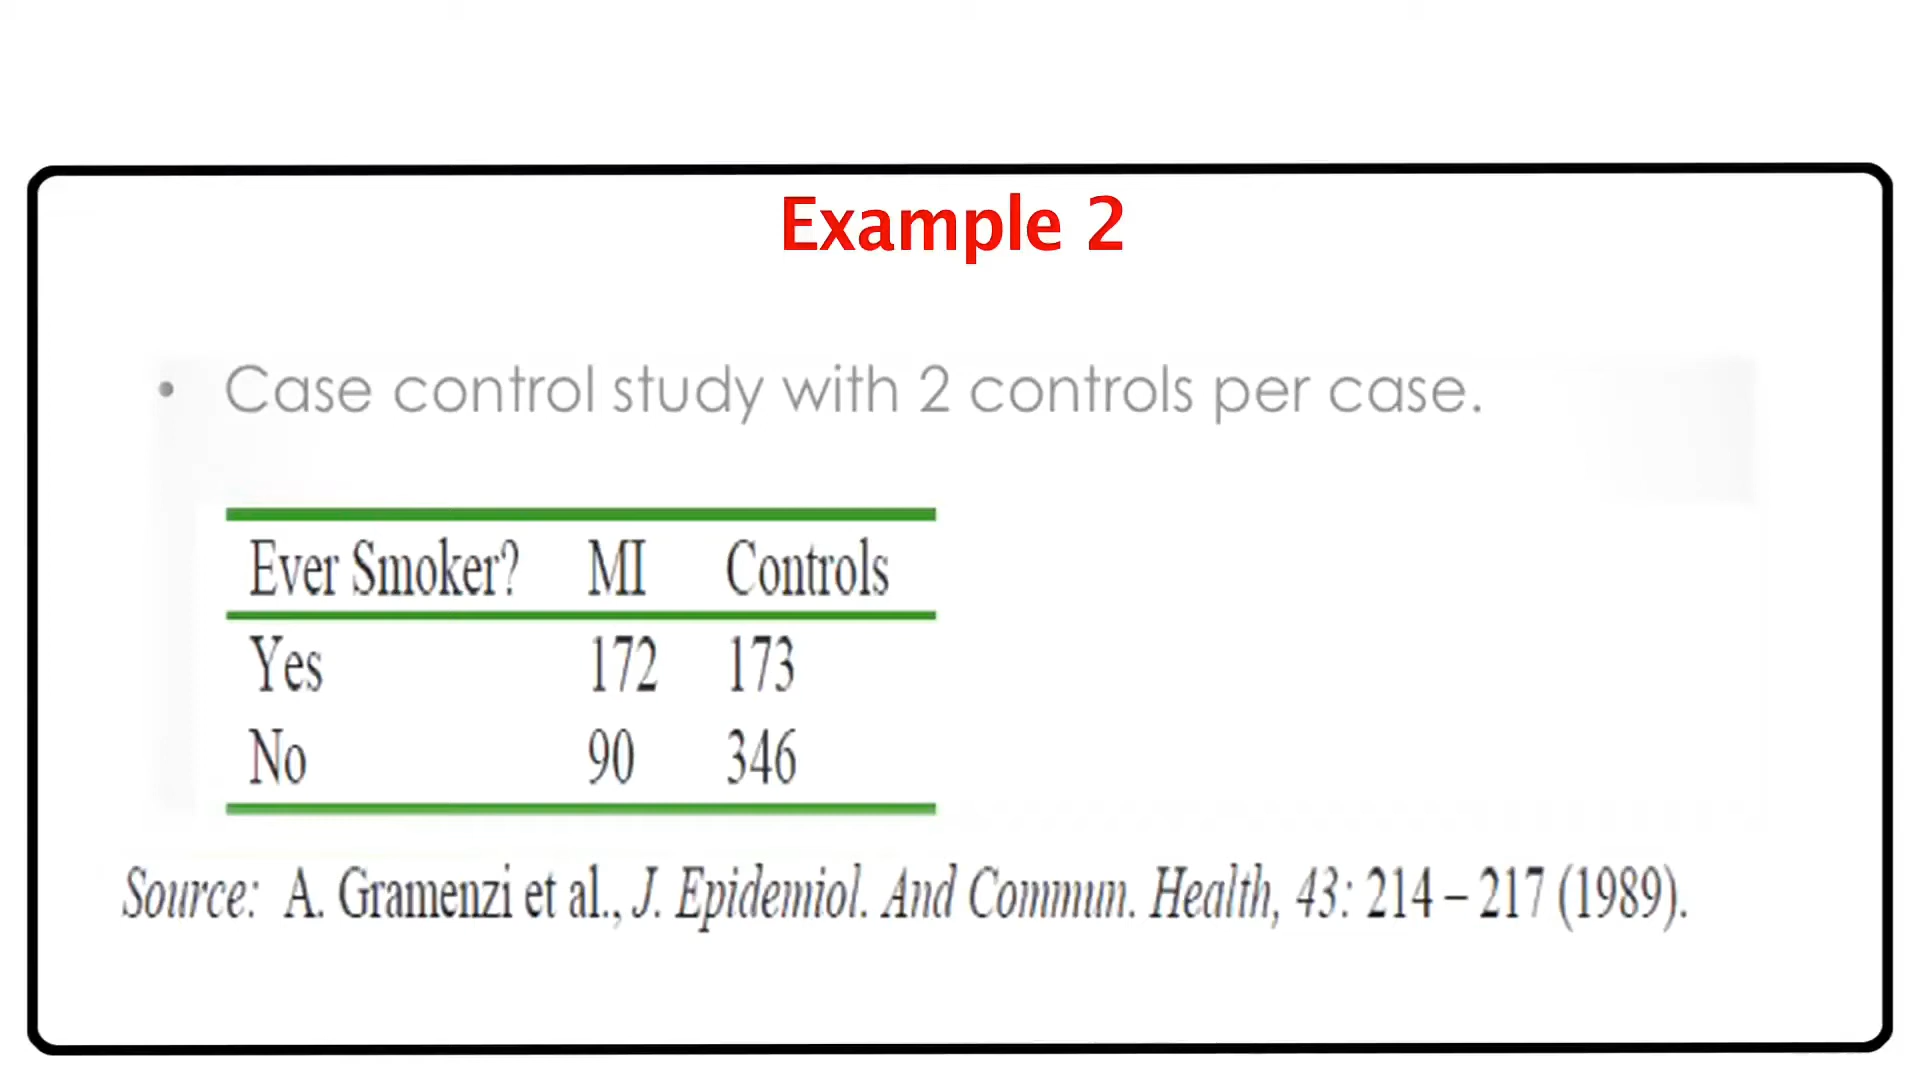 Example 2
• Case control study with 2 controls per case.
Ever Smoker? MI Controls
Yes 172 173
No 90 346
Source: A. Gramenzi et al., J. Epidemiol. And Commun. Health, 43: 214 – 217 (1989).